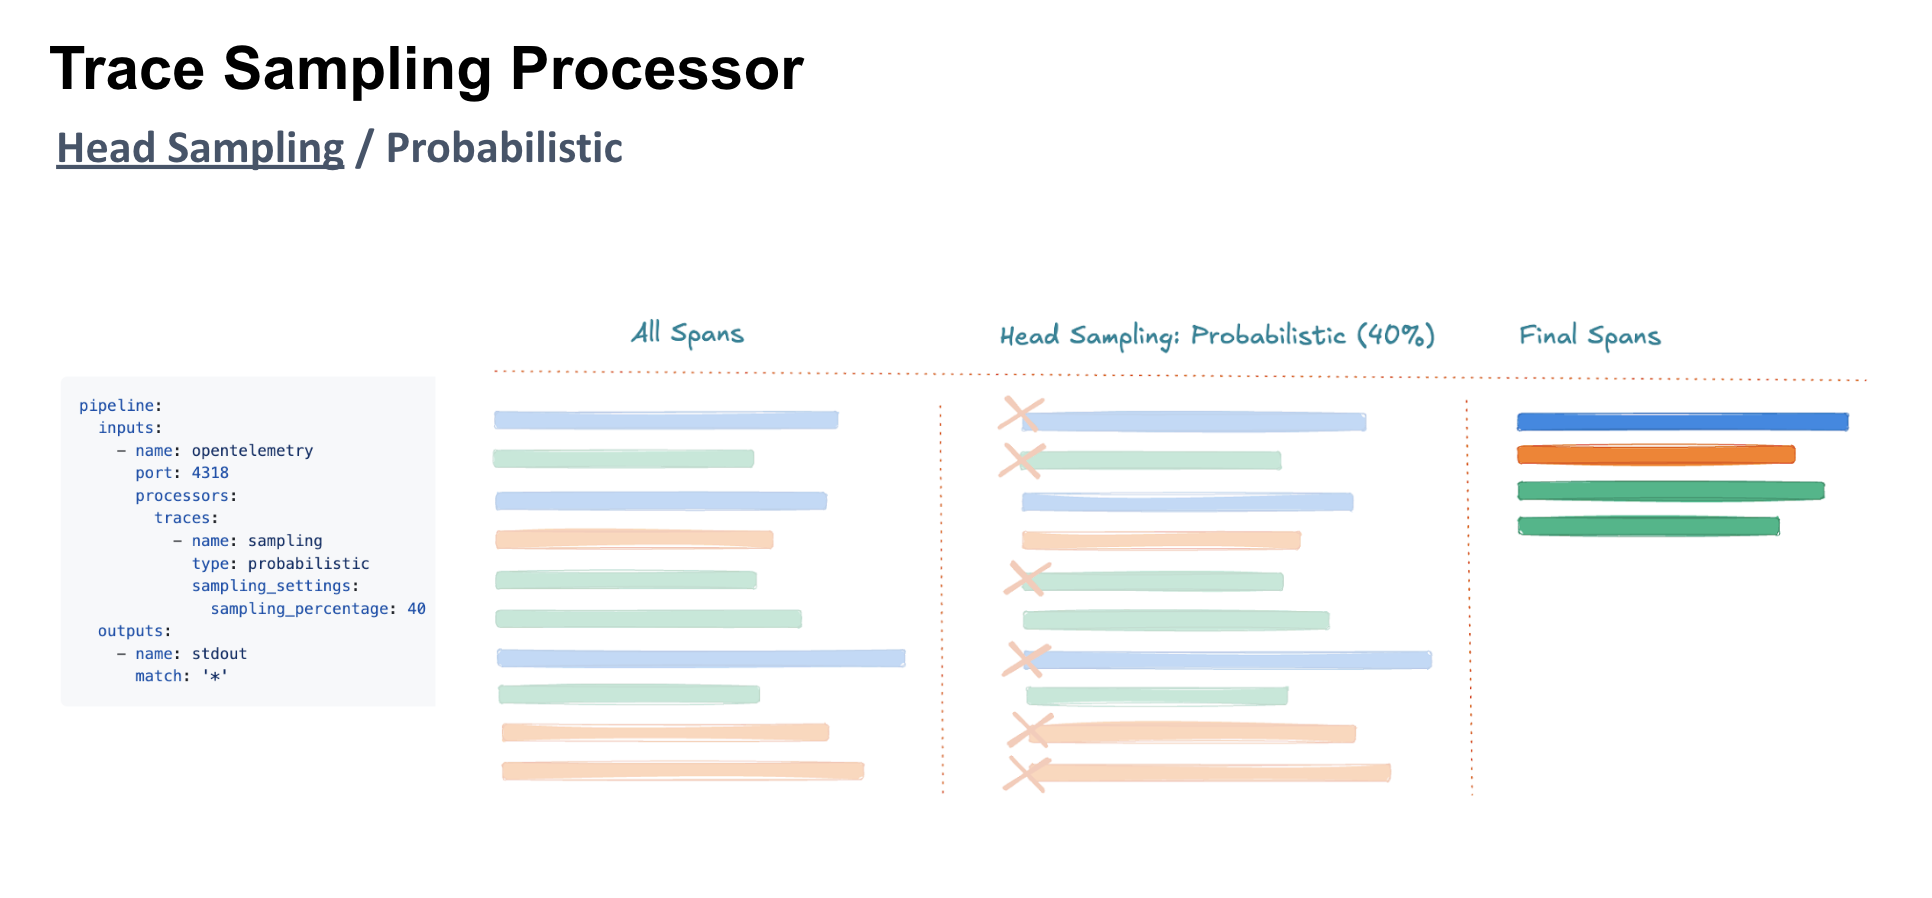 Trace Sampling Processor
Head Sampling / Probabilistic
All Spans
Head Sampling: Probabilistic (40%)
Final Spans
pipeline:
  inputs:
    - name: opentelemetry
      port: 4318
      processors:
        traces:
          - name: sampling
            type: probabilistic
            sampling_settings:
              sampling_percentage: 40
  outputs:
    - name: stdout
      match: '*'